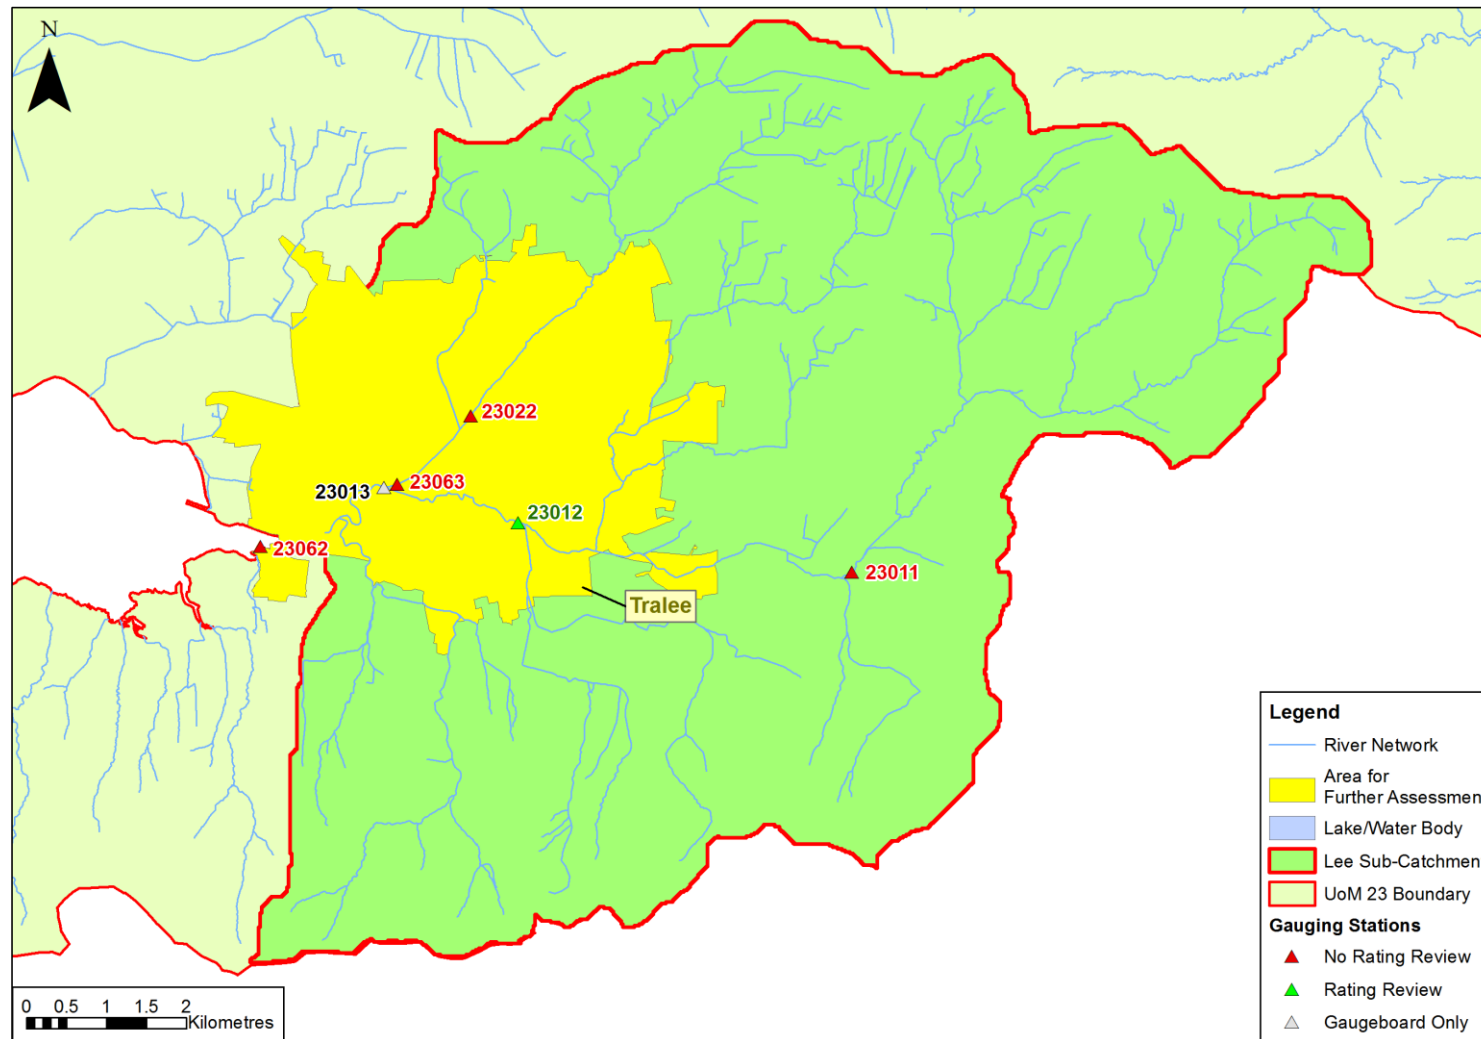 N
23022
23063
23013
23012
23062
23011
Tralee
Legend
River Network
Area for
Further Assessmen
Lake/Water Body
Lee Sub-Catchmen
UoM 23 Boundary
Gauging Stations
No Rating Review
Rating Review
Gaugeboard Only
0 0.5 1 1.5 2
Kilometres